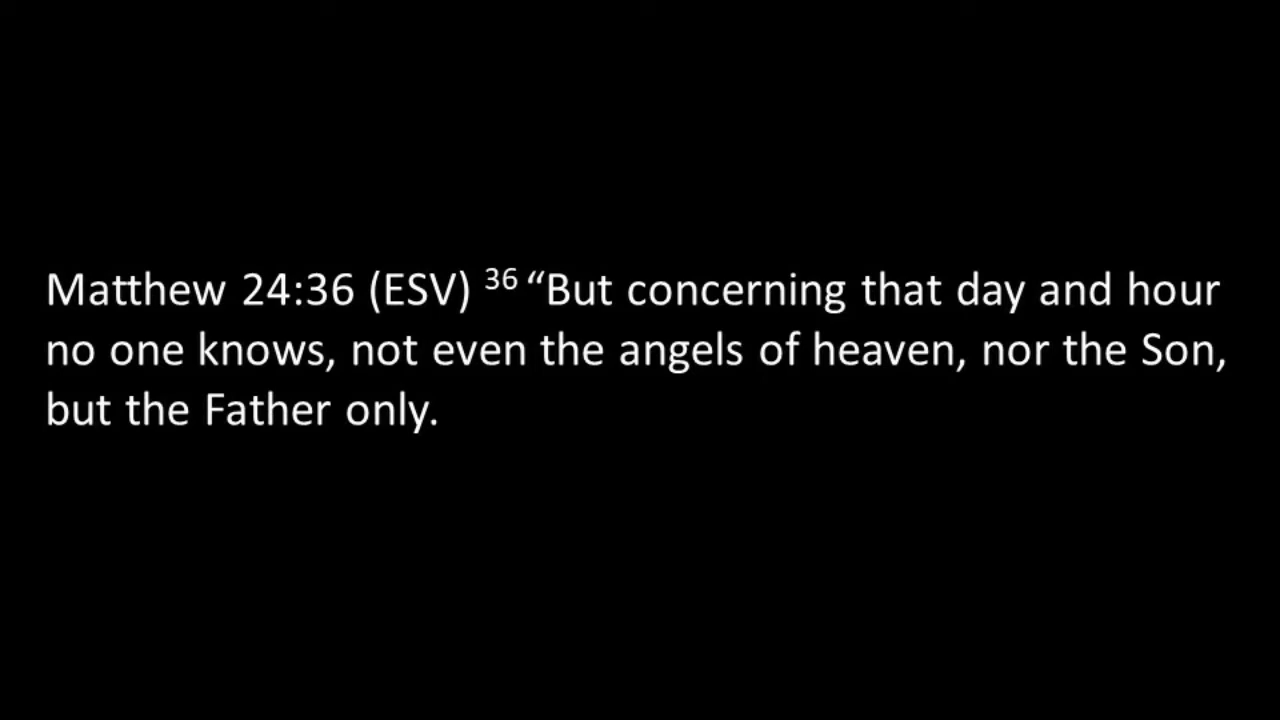 Matthew 24:36 (ESV) 36 “But concerning that day and hour
no one knows, not even the angels of heaven, nor the Son,
but the Father only.